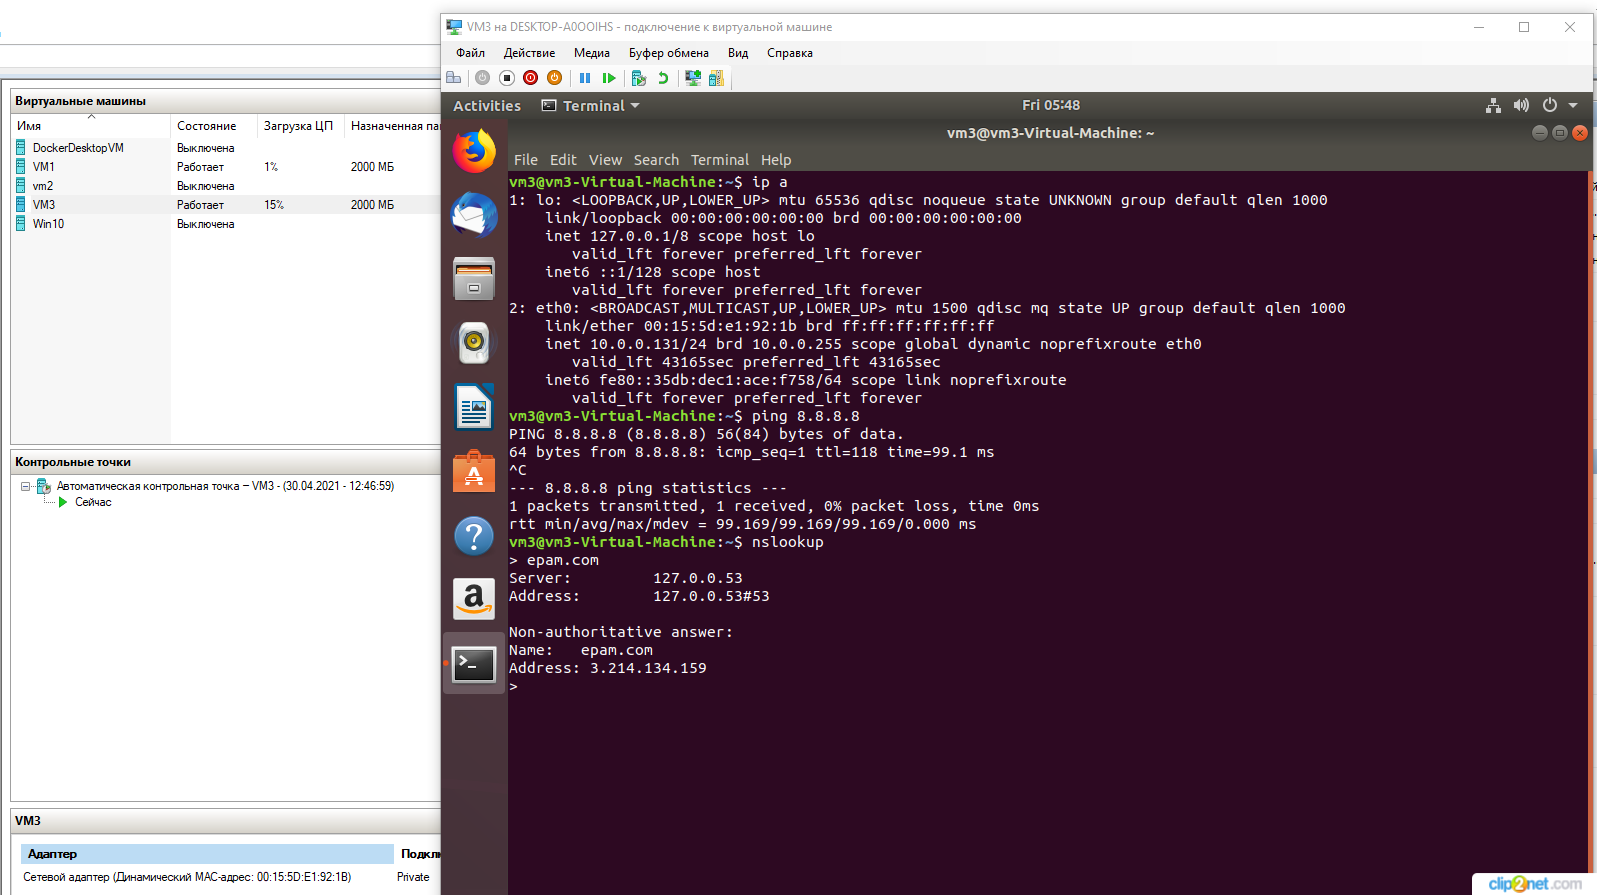 VM3 на DESKTOP-A0OOIHS - подключение к виртуальной машине
Файл Действие Медиа Буфер обмена Вид Справка
Виртуальные машины
Имя Состояние Загрузка ЦП Назначенная па
DockerDesktopVM Выключена
VM1 Работает 1% 2000 МБ
vm2 Выключена
VM3 Работает 15% 2000 МБ
Win10 Выключена
Контрольные точки
Автоматическая контрольная точка – VM3 - (30.04.2021 - 12:46:59)
Сейчас
VM3
Адаптер Подклю
Сетевой адаптер (Динамический MAC-адрес: 00:15:5D:E1:92:1B) Private
Activities Terminal Fri 05:48
vm3@vm3-Virtual-Machine: ~
File Edit View Search Terminal Help
vm3@vm3-Virtual-Machine:~$ ip a
1: lo: <LOOPBACK,UP,LOWER_UP> mtu 65536 qdisc noqueue state UNKNOWN group default qlen 1000
link/loopback 00:00:00:00:00:00 brd 00:00:00:00:00:00
inet 127.0.0.1/8 scope host lo
valid_lft forever preferred_lft forever
inet6 ::1/128 scope host
valid_lft forever preferred_lft forever
2: eth0: <BROADCAST,MULTICAST,UP,LOWER_UP> mtu 1500 qdisc mq state UP group default qlen 1000
link/ether 00:15:5d:e1:92:1b brd ff:ff:ff:ff:ff:ff
inet 10.0.0.131/24 brd 10.0.0.255 scope global dynamic noprefixroute eth0
valid_lft 43165sec preferred_lft 43165sec
inet6 fe80::35db:dec1:ace:f758/64 scope link noprefixroute
valid_lft forever preferred_lft forever
vm3@vm3-Virtual-Machine:~$ ping 8.8.8.8
PING 8.8.8.8 (8.8.8.8) 56(84) bytes of data.
64 bytes from 8.8.8.8: icmp_seq=1 ttl=118 time=99.1 ms
^C
--- 8.8.8.8 ping statistics ---
1 packets transmitted, 1 received, 0% packet loss, time 0ms
rtt min/avg/max/mdev = 99.169/99.169/99.169/0.000 ms
vm3@vm3-Virtual-Machine:~$ nslookup
> epam.com
Server: 127.0.0.53
Address: 127.0.0.53#53
Non-authoritative answer:
Name: epam.com
Address: 3.214.134.159
>
clip2net.com